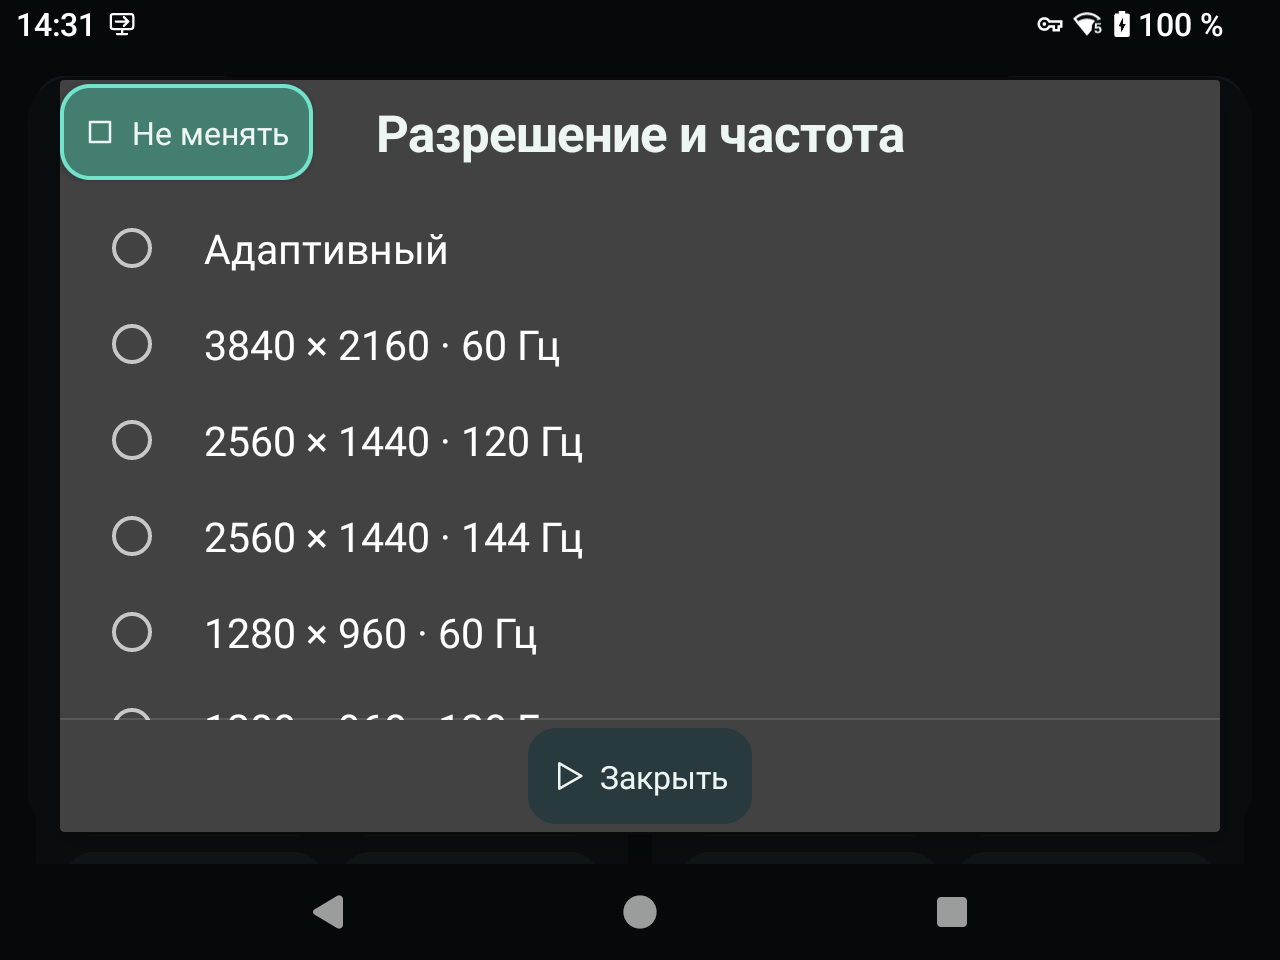 14:31
5 100 %
Не менять
Разрешение и частота
Адаптивный
3840 × 2160 · 60 Гц
2560 × 1440 · 120 Гц
2560 × 1440 · 144 Гц
1280 × 960 · 60 Гц
Закрыть